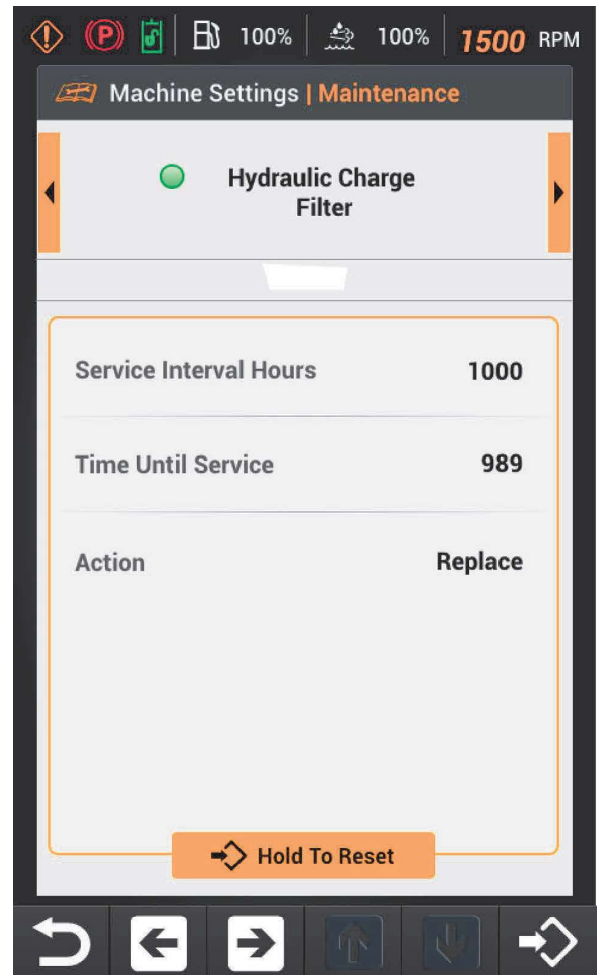 P 100% 100% 1500 RPM
Machine Settings | Maintenance
Hydraulic Charge
Filter
Service Interval Hours 1000
Time Until Service 989
Action Replace
Hold To Reset